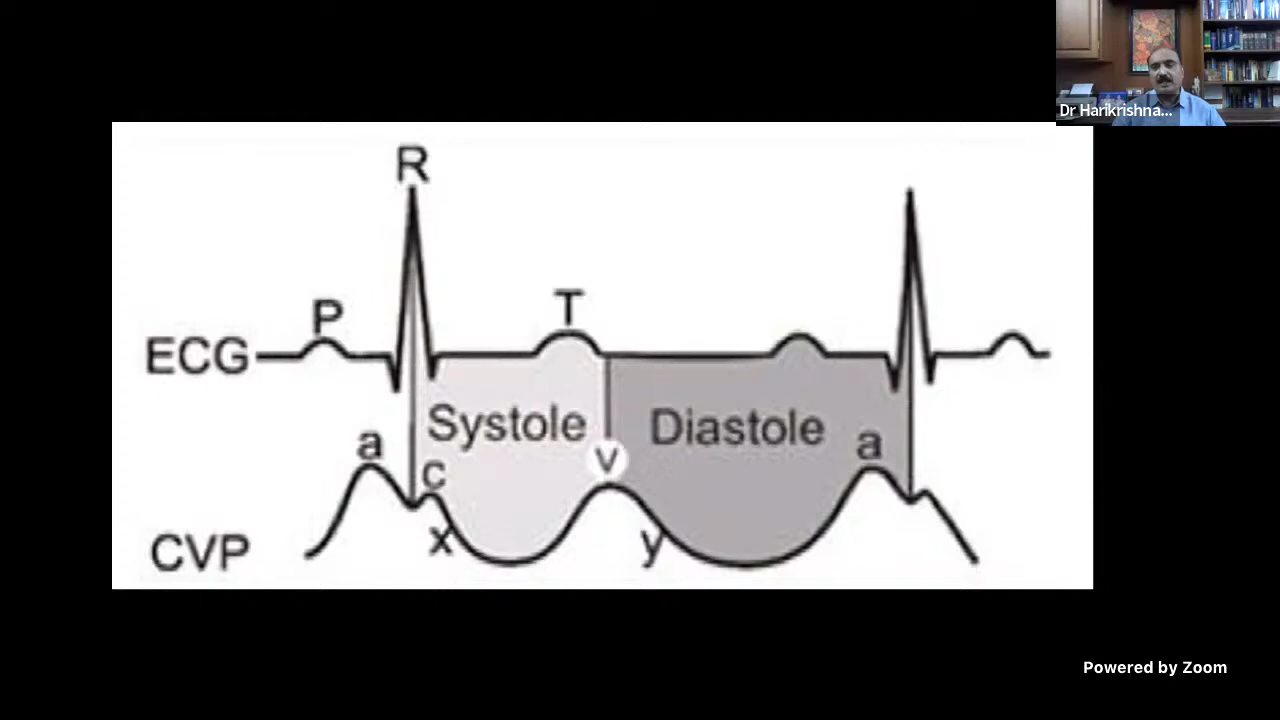 Dr Harikrishna...
R
P
T
ECG
Systole
Diastole
a
c
v
a
x
y
CVP
Powered by Zoom